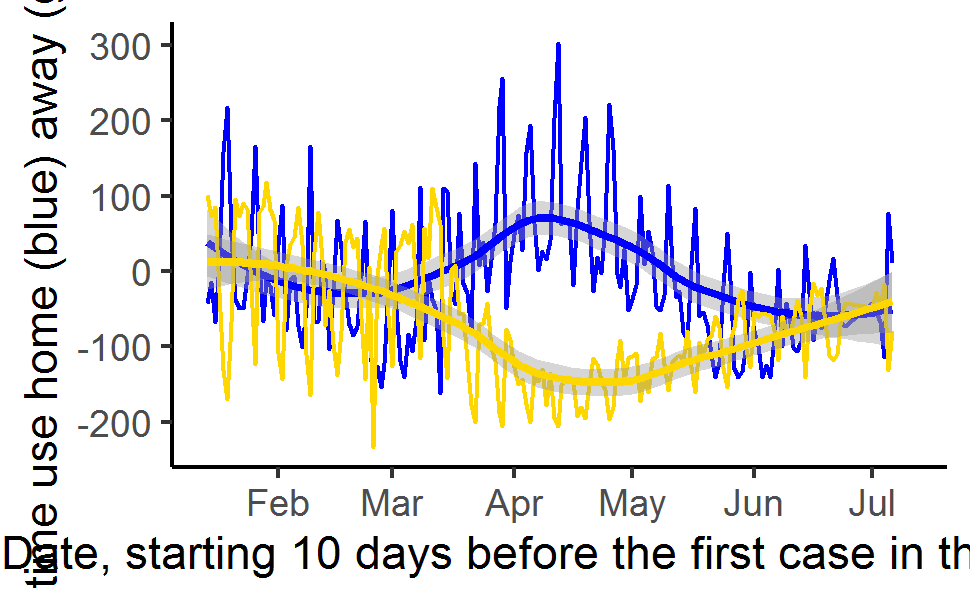 time use home (blue) away (
300
200
100
0
-100
-200
Feb Mar Apr May Jun Jul
Date, starting 10 days before the first case in th